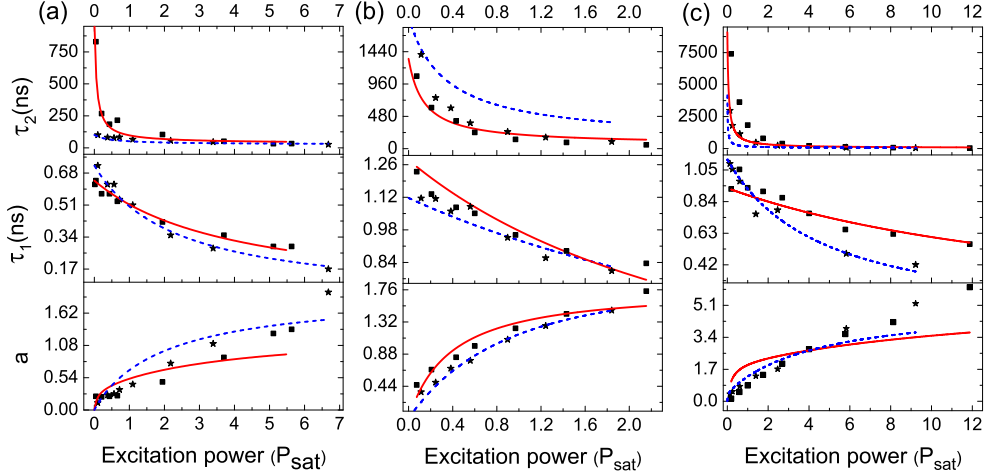 (a) (b) (c)
0 1 2 3 4 5 6 7
0.0 0.4 0.8 1.2 1.6 2.0
0 2 4 6 8 10 12
τ2(ns)
750
500
250
0
1440
960
480
0
7500
5000
2500
0
τ1(ns)
0.68
0.51
0.34
0.17
1.26
1.12
0.98
0.84
1.05
0.84
0.63
0.42
a
1.62
1.08
0.54
0.00
1.76
1.32
0.88
0.44
5.1
3.4
1.7
0.0
0 1 2 3 4 5 6 7
0.0 0.4 0.8 1.2 1.6 2.0
0 2 4 6 8 10 12
Excitation power (Psat)
Excitation power (Psat)
Excitation power (Psat)